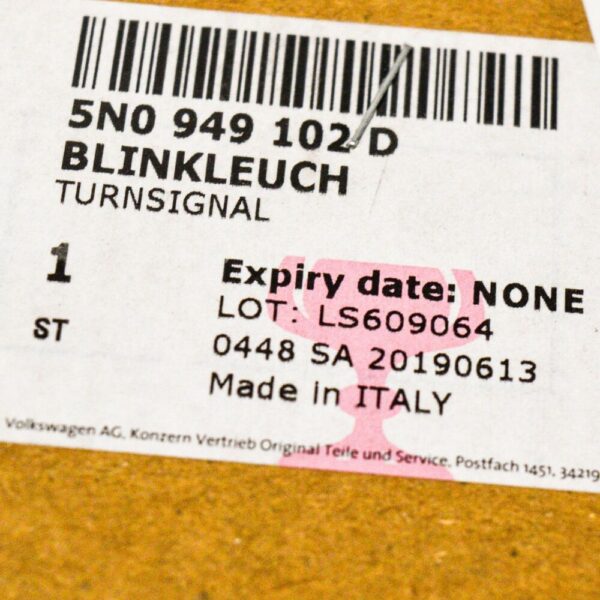 5N0 949 102 D
BLINKLEUCH
TURNSIGNAL
1
ST
Expiry date: NONE
LOT: LS609064
0448 SA 20190613
Made in ITALY
Volkswagen AG, Konzern Vertrieb Original Teile und Service, Postfach 1451, 34219